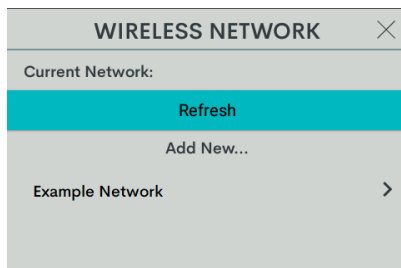 WIRELESS NETWORK
Current Network:
Refresh
Add New...
Example Network